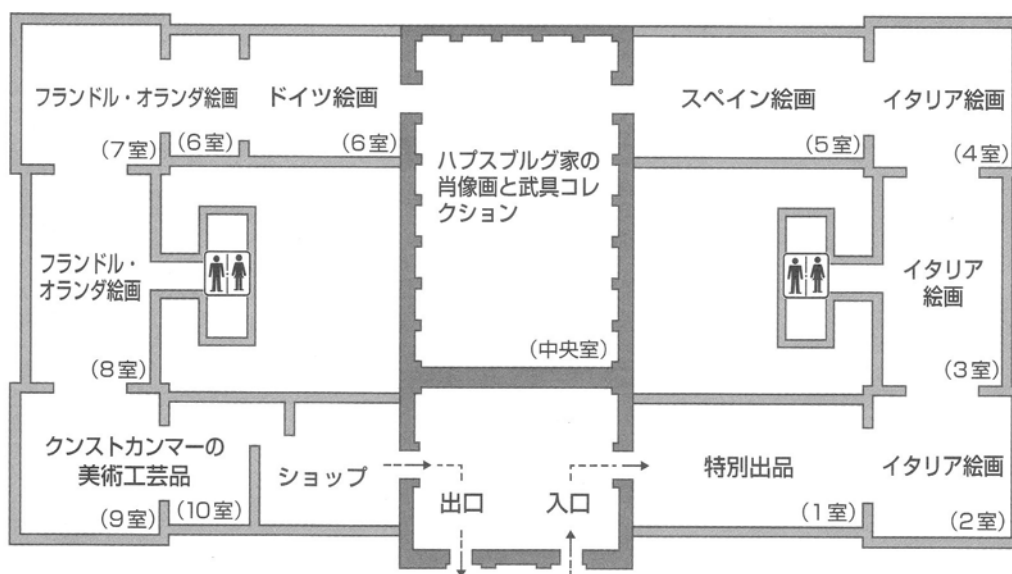 フランドル・オランダ絵画
ドイツ絵画
スペイン絵画
イタリア絵画
(7室)
(6室)
(6室)
(5室)
(4室)
ハプスブルグ家の
肖像画と武具コレ
クション
(中央室)
フランドル・
オランダ絵画
(8室)
イタリア
絵画
(3室)
クンストカンマーの
美術工芸品
(9室)
(10室)
ショップ
出口
入口
特別出品
(1室)
イタリア絵画
(2室)